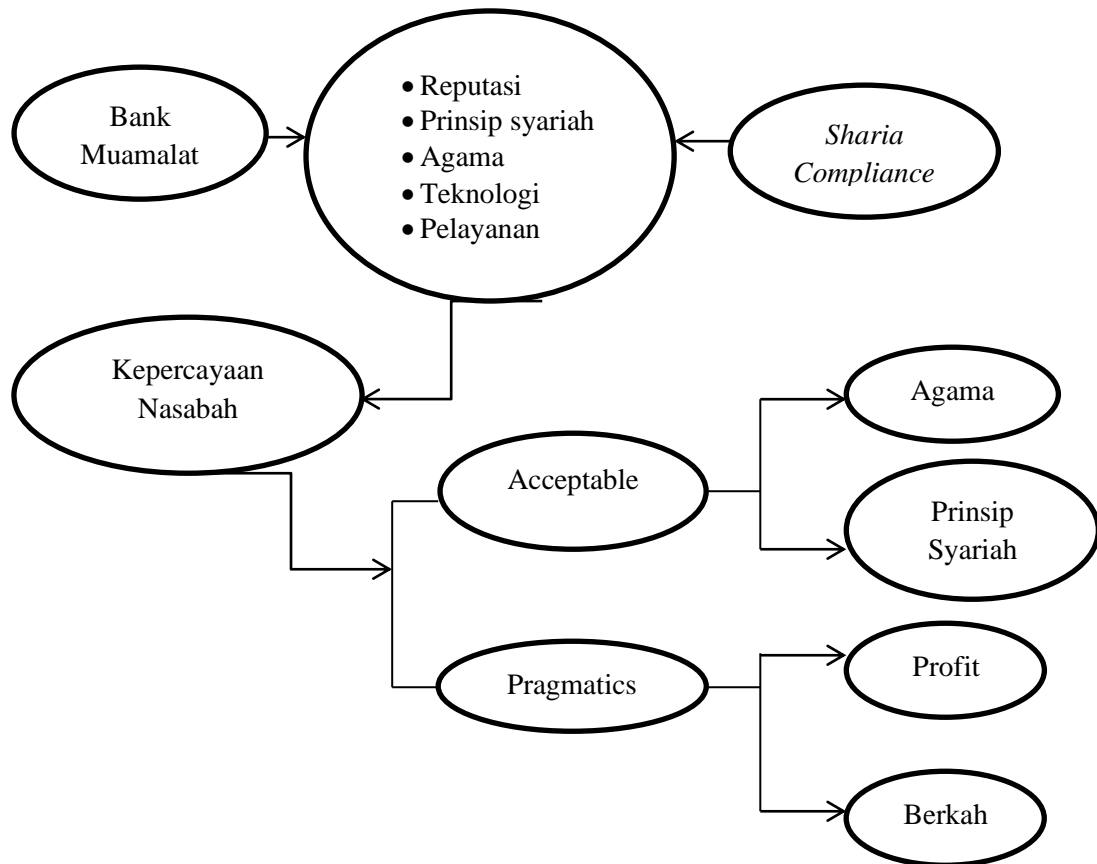 Bank
Muamalat
• Reputasi
• Prinsip syariah
• Agama
• Teknologi
• Pelayanan
Sharia
Compliance
Kepercayaan
Nasabah
Acceptable
Agama
Prinsip
Syariah
Pragmatics
Profit
Berkah